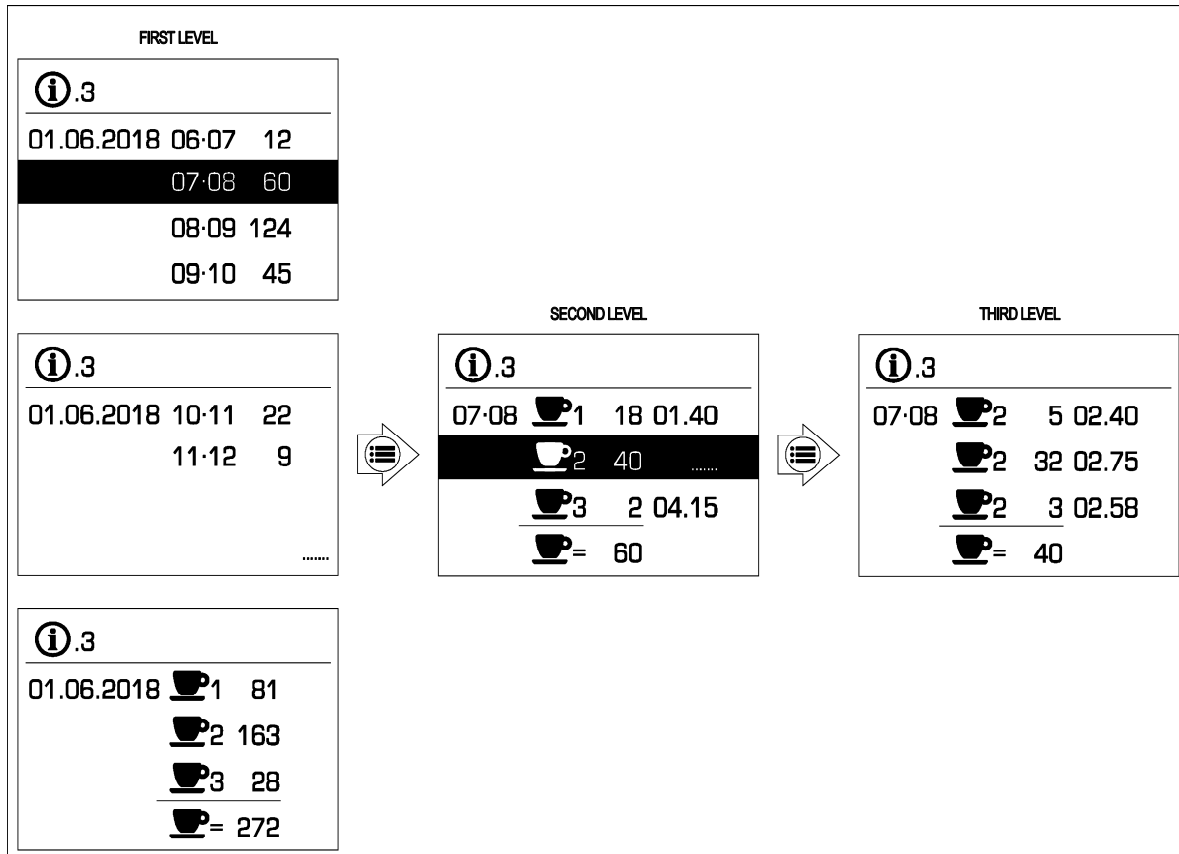 FIRST LEVEL
i.3
01.06.2018 06·07 12
07·08 60
08·09 124
09·10 45
i.3
01.06.2018 10·11 22
11·12 9
.......
i.3
01.06.2018 1 81
2 163
3 28
= 272
SECOND LEVEL
i.3
07·08 1 18 01.40
2 40 .......
3 2 04.15
= 60
THIRD LEVEL
i.3
07·08 2 5 02.40
2 32 02.75
2 3 02.58
= 40